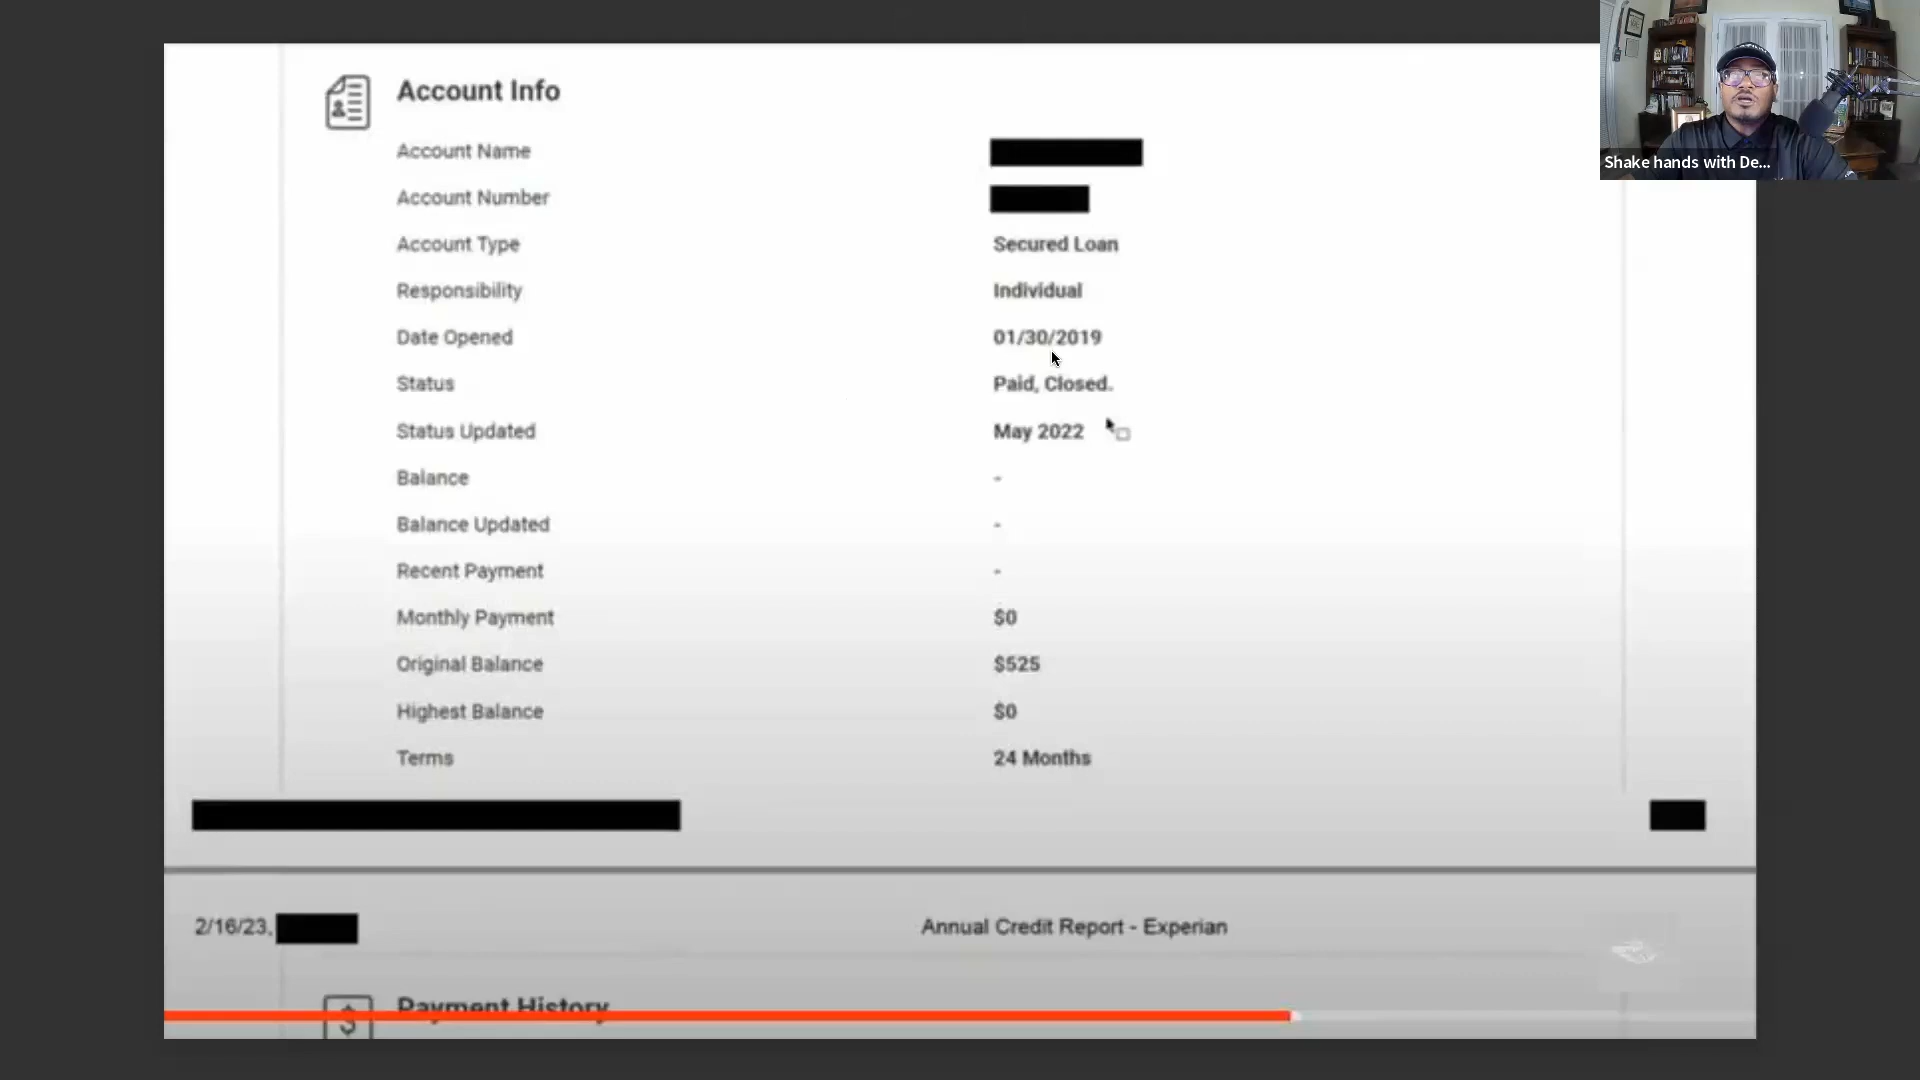 Account Info
Account Name
Account Number
Account Type Secured Loan
Responsibility Individual
Date Opened 01/30/2019
Status Paid, Closed.
Status Updated May 2022
Balance -
Balance Updated -
Recent Payment -
Monthly Payment $0
Original Balance $525
Highest Balance $0
Terms 24 Months
2/16/23, Annual Credit Report - Experian
$ Payment History
Shake hands with De...